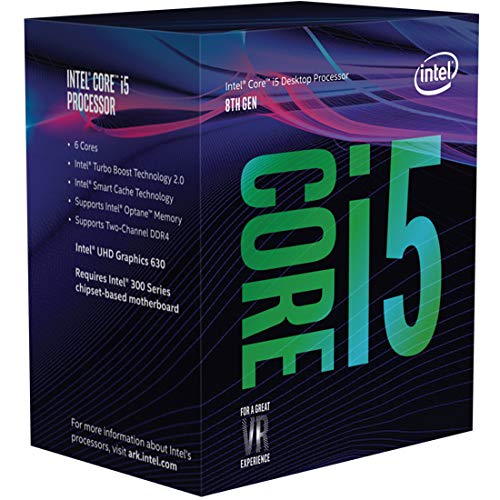 INTEL® CORE™ i5
PROCESSOR
• 6 Cores
• Intel® Turbo Boost Technology 2.0
• Intel® Smart Cache Technology
• Supports Intel® Optane™ Memory
• Supports Two-Channel DDR4
Intel® UHD Graphics 630
Requires Intel® 300 Series
chipset-based motherboard
For more information about Intel's
processors, visit ark.intel.com
Intel® Core™ i5 Desktop Processor
8TH GEN
intel
CORE i5
FOR A GREAT
VR
EXPERIENCE